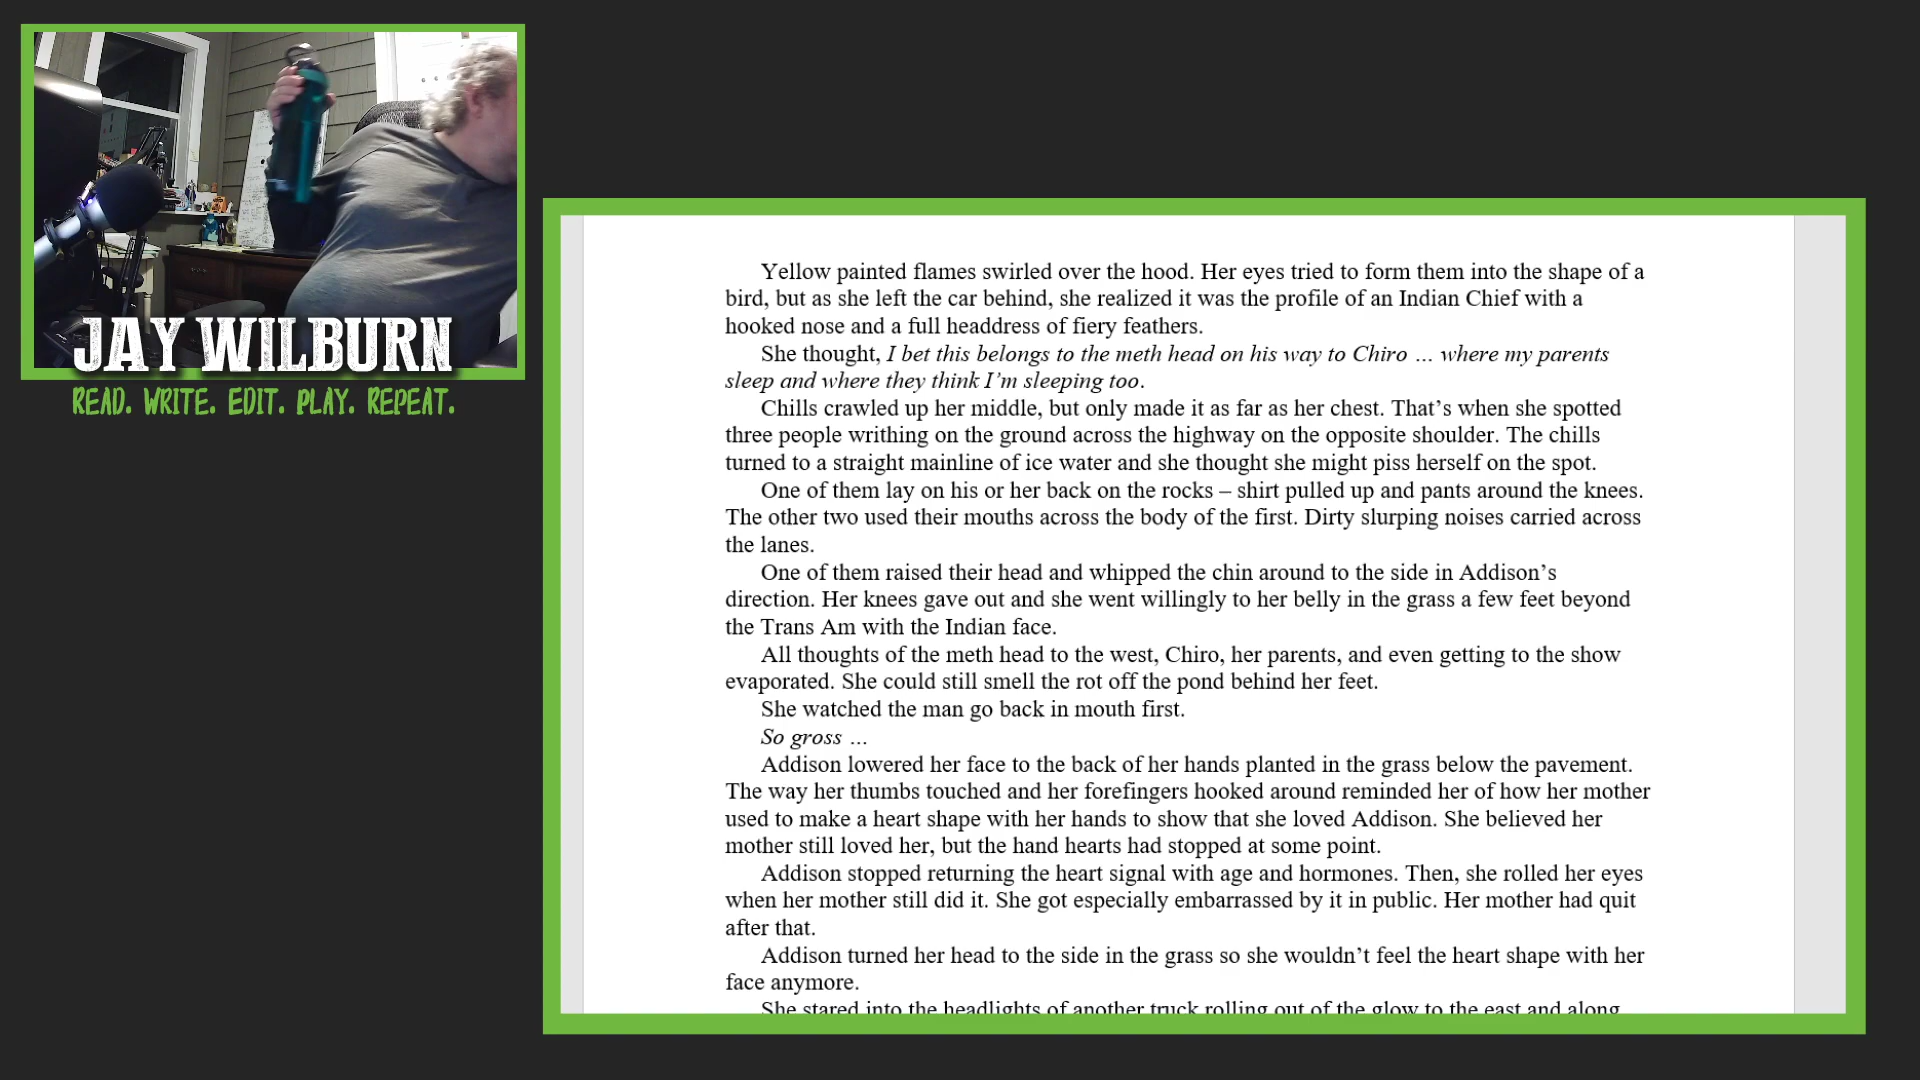 JAY WILBURN
READ. WRITE. EDIT. PLAY. REPEAT.
Yellow painted flames swirled over the hood. Her eyes tried to form them into the shape of a
bird, but as she left the car behind, she realized it was the profile of an Indian Chief with a
hooked nose and a full headdress of fiery feathers.
She thought, I bet this belongs to the meth head on his way to Chiro … where my parents
sleep and where they think I’m sleeping too.
Chills crawled up her middle, but only made it as far as her chest. That’s when she spotted
three people writhing on the ground across the highway on the opposite shoulder. The chills
turned to a straight mainline of ice water and she thought she might piss herself on the spot.
One of them lay on his or her back on the rocks – shirt pulled up and pants around the knees.
The other two used their mouths across the body of the first. Dirty slurping noises carried across
the lanes.
One of them raised their head and whipped the chin around to the side in Addison’s
direction. Her knees gave out and she went willingly to her belly in the grass a few feet beyond
the Trans Am with the Indian face.
All thoughts of the meth head to the west, Chiro, her parents, and even getting to the show
evaporated. She could still smell the rot off the pond behind her feet.
She watched the man go back in mouth first.
So gross …
Addison lowered her face to the back of her hands planted in the grass below the pavement.
The way her thumbs touched and her forefingers hooked around reminded her of how her mother
used to make a heart shape with her hands to show that she loved Addison. She believed her
mother still loved her, but the hand hearts had stopped at some point.
Addison stopped returning the heart signal with age and hormones. Then, she rolled her eyes
when her mother still did it. She got especially embarrassed by it in public. Her mother had quit
after that.
Addison turned her head to the side in the grass so she wouldn’t feel the heart shape with her
face anymore.
She stared into the headlights of another truck rolling out of the glow to the east and along